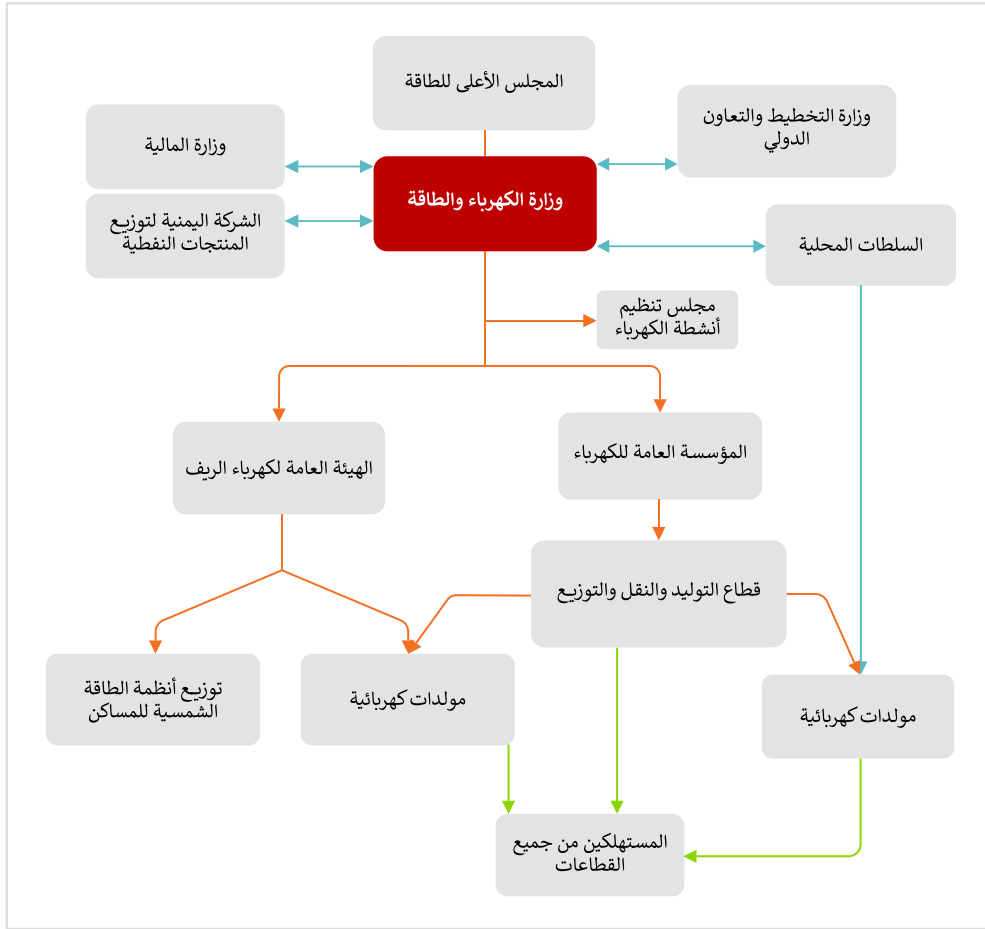 المجلس الأعلى للطاقة
وزارة التخطيط والتعاون
الدولي
وزارة المالية
وزارة الكهرباء والطاقة
الشركة اليمنية لتوزيع
المنتجات النفطية
السلطات المحلية
مجلس تنظيم
أنشطة الكهرباء
المؤسسة العامة للكهرباء
الهيئة العامة لكهرباء الريف
قطاع التوليد والنقل والتوزيع
توزيع أنظمة الطاقة
الشمسية للمساكن
مولدات كهربائية
مولدات كهربائية
المستهلكين من جميع
القطاعات